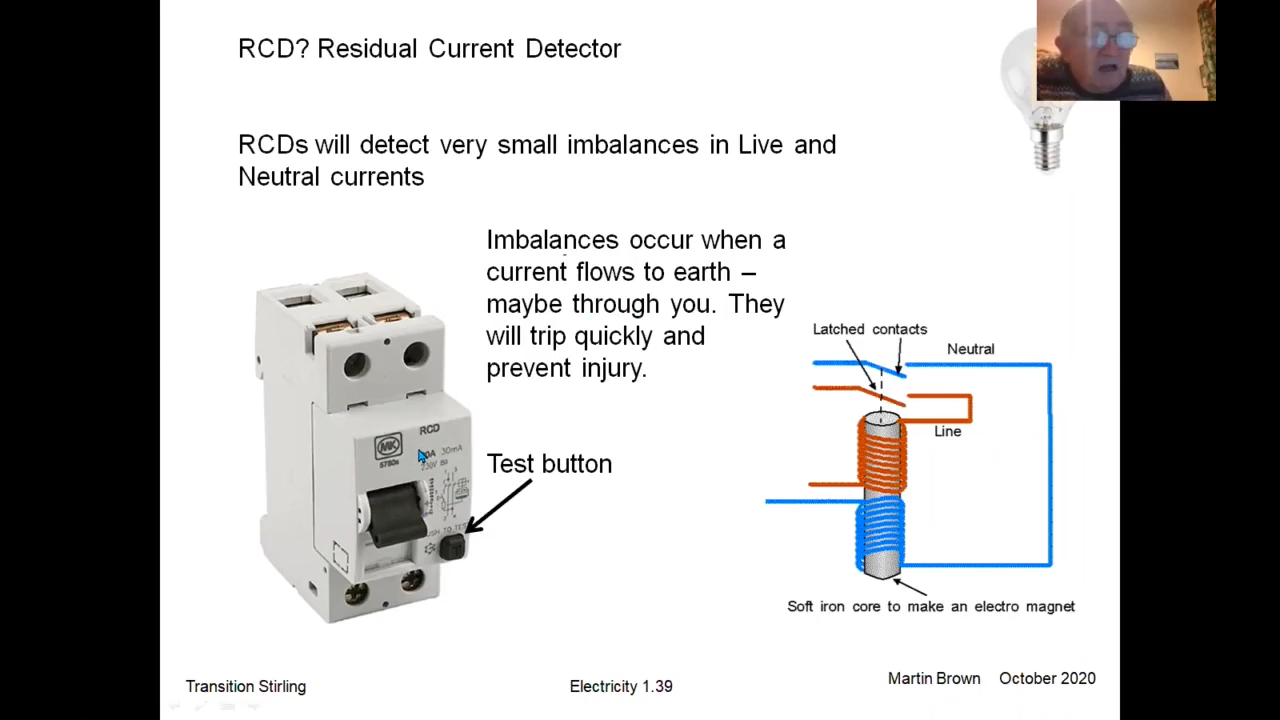 RCD? Residual Current Detector
RCDs will detect very small imbalances in Live and
Neutral currents
Imbalances occur when a
current flows to earth –
maybe through you. They
will trip quickly and
prevent injury.
Latched contacts
Neutral
Line
RCD
MK
5780s
30mA
230V
Test button
Soft iron core to make an electro magnet
Transition Stirling
Electricity 1.39
Martin Brown October 2020